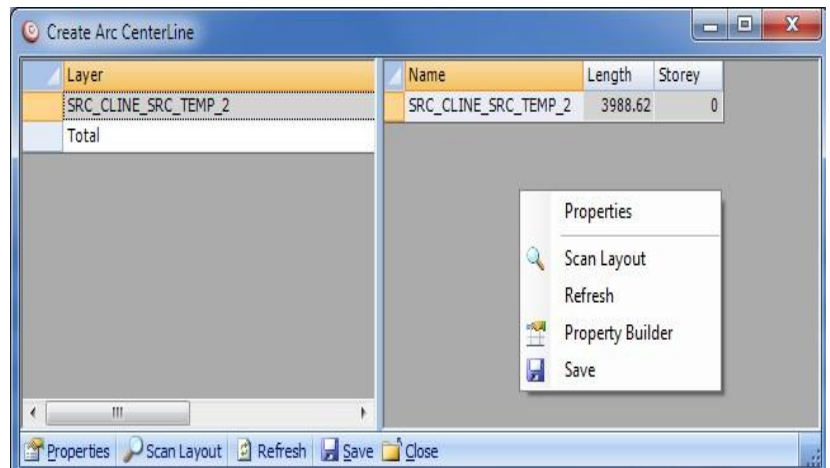 Create Arc CenterLine
Layer
SRC_CLINE_SRC_TEMP_2
Total
Name Length Storey
SRC_CLINE_SRC_TEMP_2 3988.62 0
Properties
Scan Layout
Refresh
Property Builder
Save
Properties Scan Layout Refresh Save Close